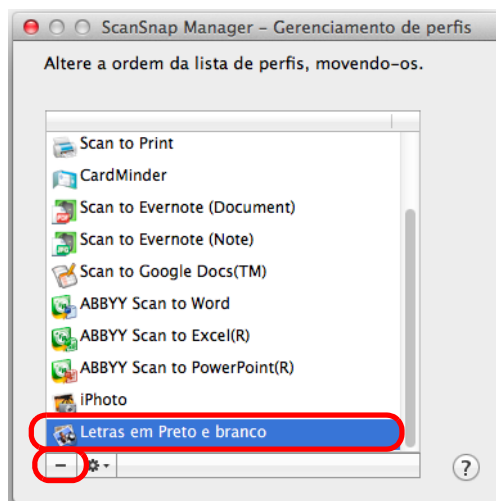 ScanSnap Manager – Gerenciamento de perfis
Altere a ordem da lista de perfis, movendo-os.
Scan to Print
CardMinder
Scan to Evernote (Document)
Scan to Evernote (Note)
Scan to Google Docs(TM)
ABBYY Scan to Word
ABBYY Scan to Excel(R)
ABBYY Scan to PowerPoint(R)
iPhoto
Letras em Preto e branco
?